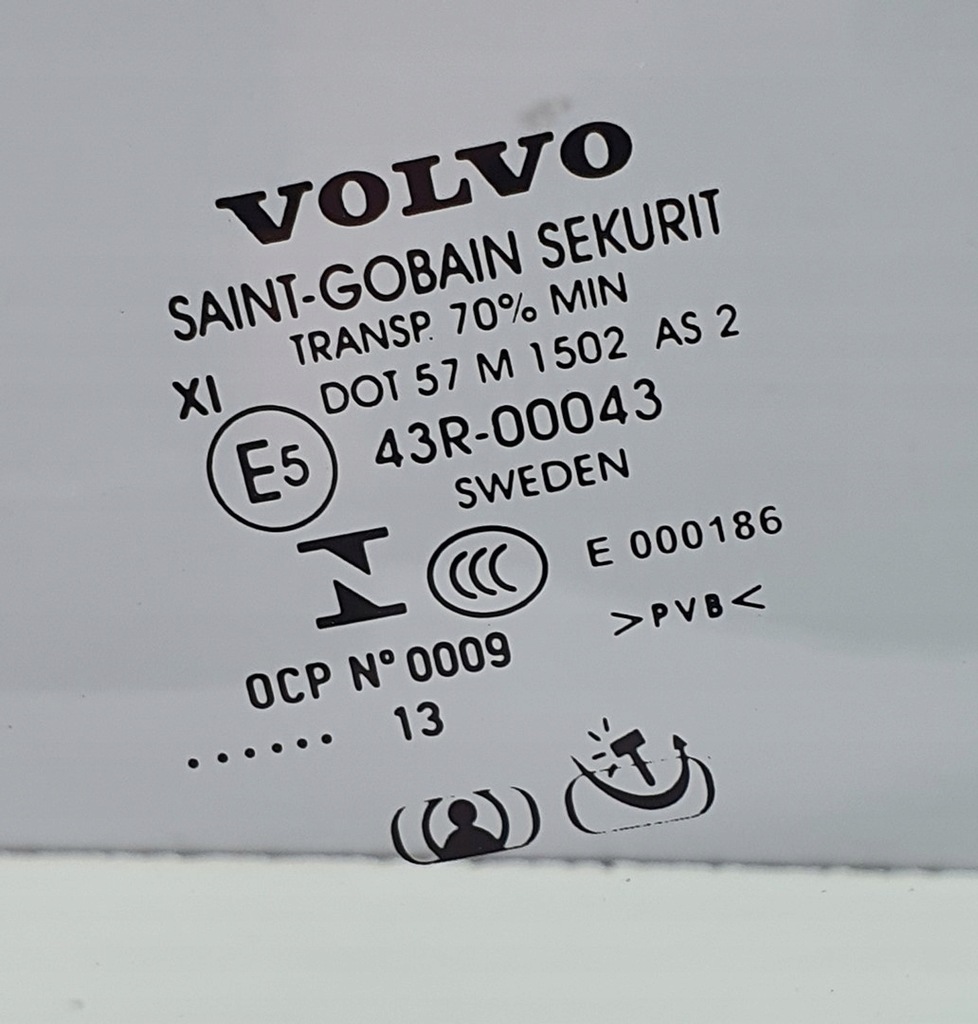 VOLVO
SAINT-GOBAIN SEKURIT
TRANSP. 70% MIN
XI DOT 57 M 1502 AS 2
E5 43R-00043
SWEDEN
CCC E 000186
>PVB<
OCP N° 0009
...... 13